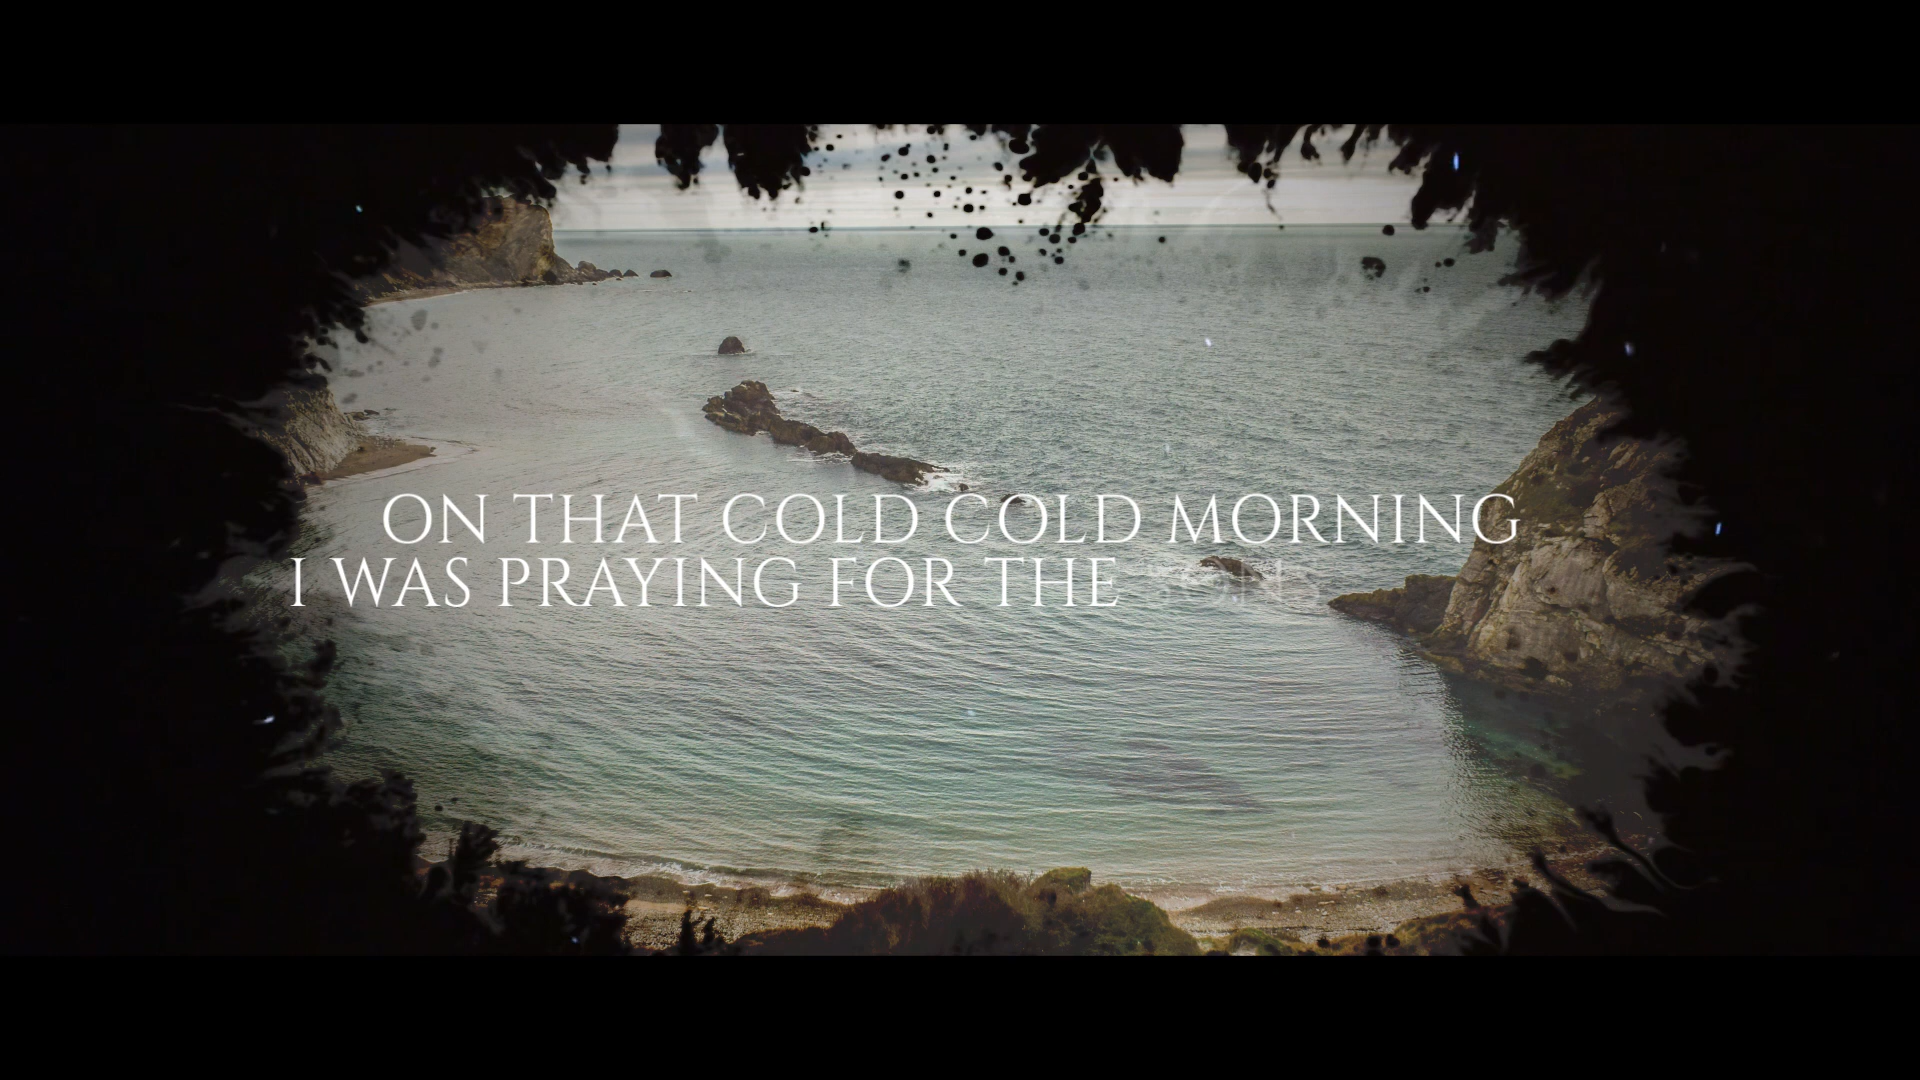 ON THAT COLD COLD MORNING
I WAS PRAYING FOR THE